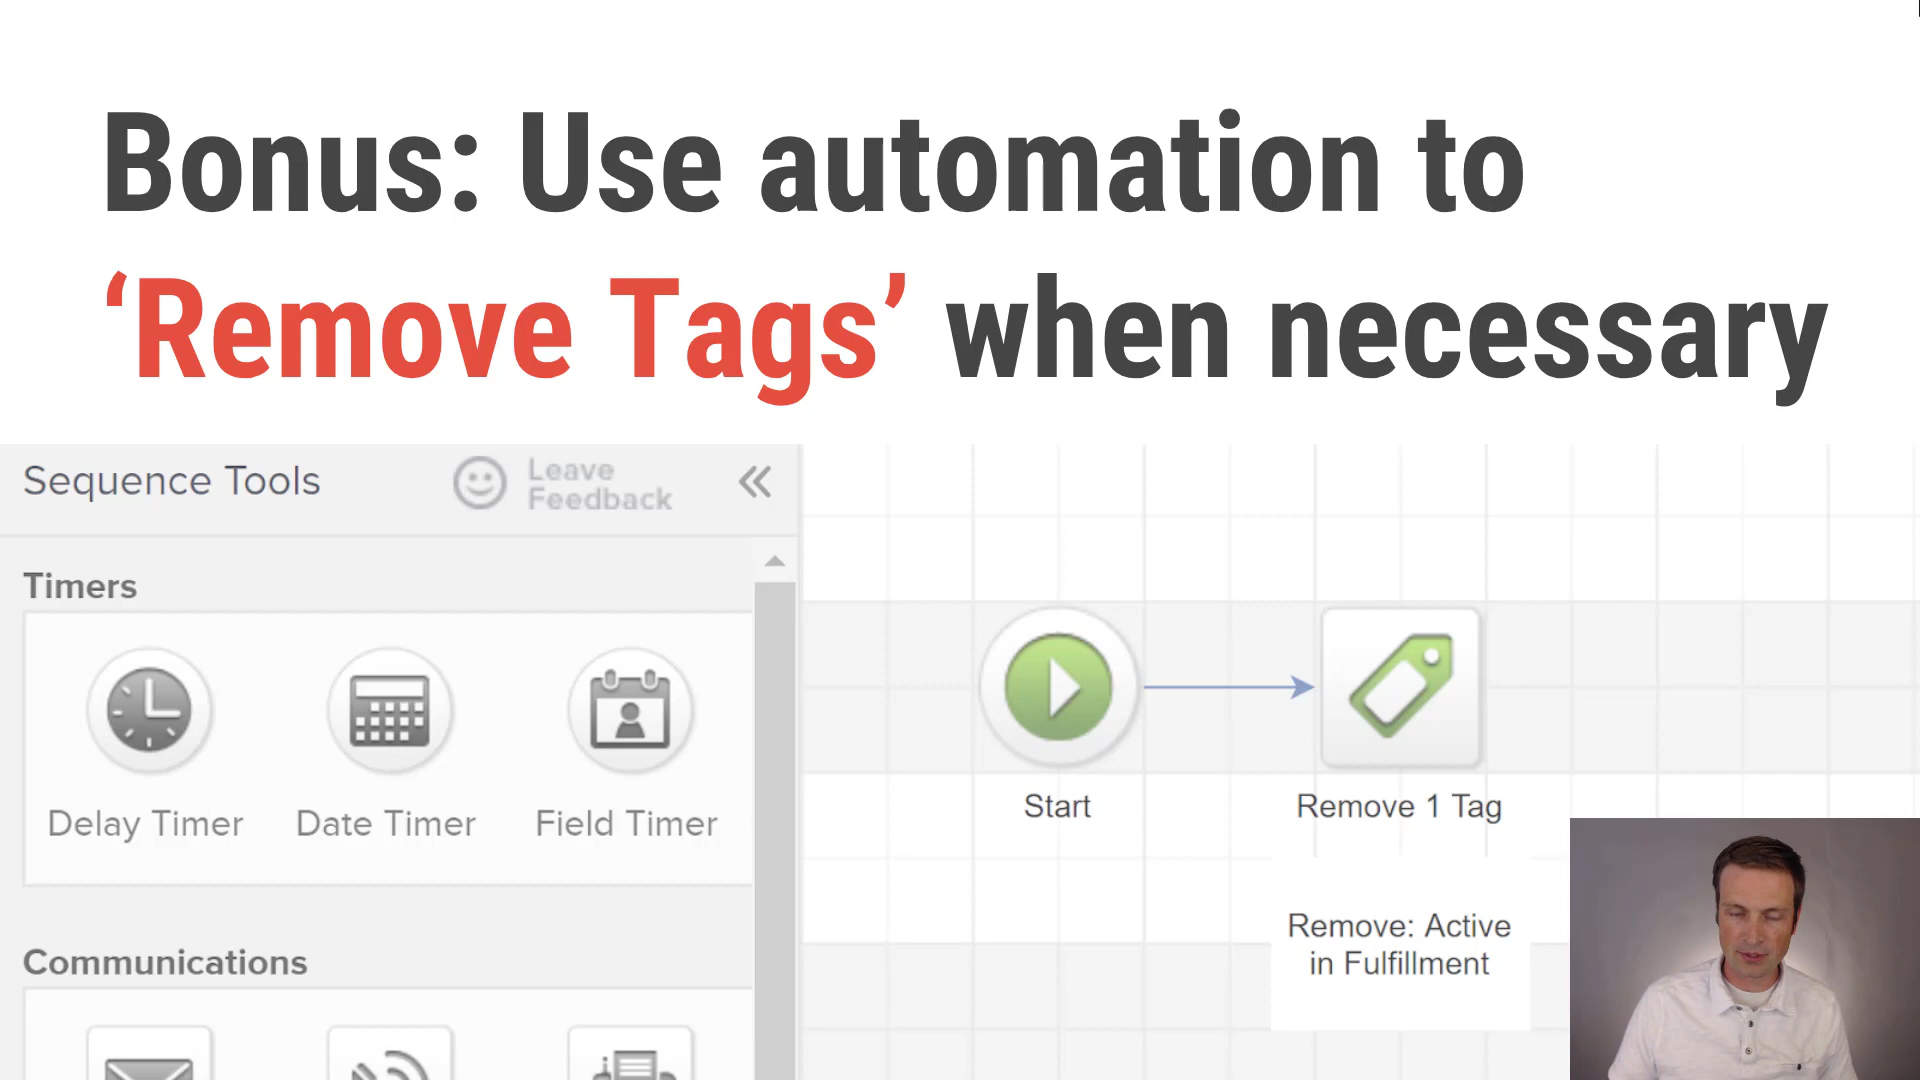 Bonus: Use automation to
‘Remove Tags’ when necessary
Sequence Tools
Leave
Feedback
Timers
Delay Timer
Date Timer
Field Timer
Communications
Start
Remove 1 Tag
Remove: Active
in Fulfillment